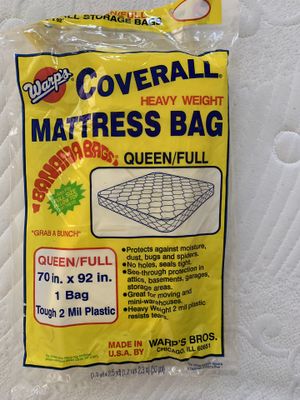 N/FULL
LL STORAGE BAGS
Warp's
COVERALL®
HEAVY WEIGHT
MATTRESS BAG
BANANA BAGS®
QUEEN/FULL
"GRAB A BUNCH"
QUEEN/FULL
70 in. x 92 in.
1 Bag
Tough 2 Mil Plastic
•Protects against moisture,
dust, bugs and spiders.
•No holes, seals tight.
•See-through protection in
attics, basements, garages,
storage areas.
•Great for moving and
mini-warehouses.
•Heavy Weight 2 mil plastic
resists tears.
MADE IN
U.S.A. BY
WARP'S BROS.
CHICAGO, ILL 60651